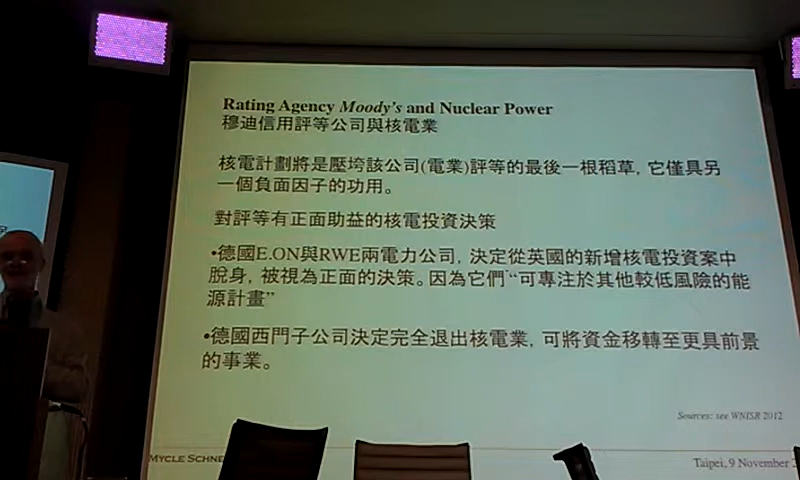 Rating Agency Moody's and Nuclear Power
穆迪信用評等公司與核電業
核電計劃將是壓垮該公司(電業)評等的最後一根稻草, 它僅具另
一個負面因子的功用。
對評等有正面助益的核電投資決策
•德國E.ON與RWE兩電力公司, 決定從英國的新增核電投資案中
脫身, 被視為正面的決策。因為它們 “可專注於其他較低風險的能
源計畫”
•德國西門子公司決定完全退出核電業, 可將資金移轉至更具前景
的事業。
Sources: see WNISR 2012
MYCLE SCHNE
Taipei, 9 November